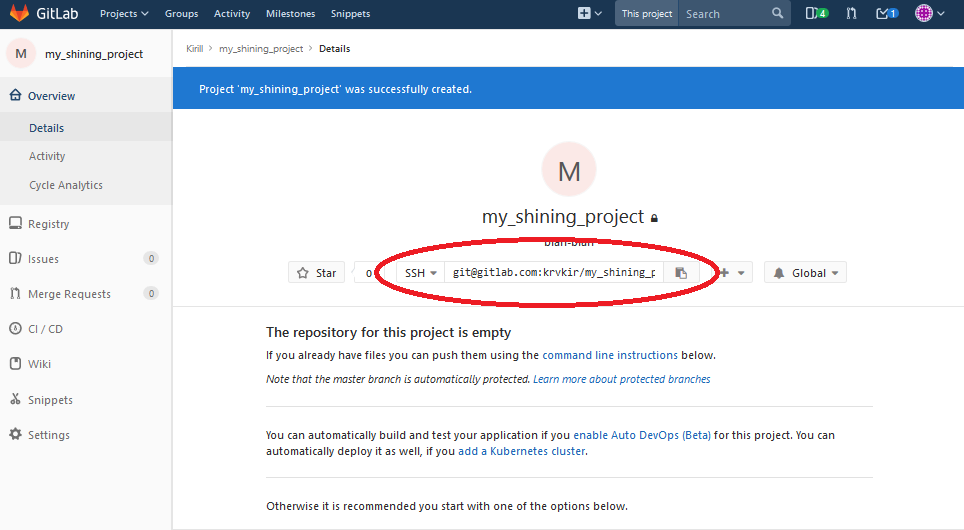 GitLab Projects Groups Activity Milestones Snippets This project Search 4 1
M my_shining_project
Kirill > my_shining_project > Details
Project 'my_shining_project' was successfully created.
Overview
Details
Activity
Cycle Analytics
Registry
Issues 0
Merge Requests 0
CI / CD
Wiki
Snippets
Settings
M
my_shining_project
blah-blah
Star 0 SSH git@gitlab.com:krvkir/my_shining_p + Global
The repository for this project is empty
If you already have files you can push them using the command line instructions below.
Note that the master branch is automatically protected. Learn more about protected branches
You can automatically build and test your application if you enable Auto DevOps (Beta) for this project. You can
automatically deploy it as well, if you add a Kubernetes cluster.
Otherwise it is recommended you start with one of the options below.